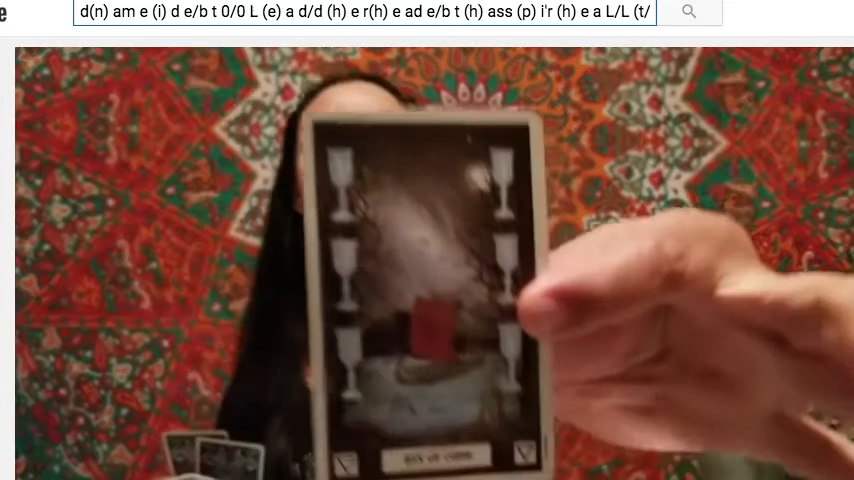 e
d(n) am e (i) d e/b t 0/0 L (e) a d/d (h) e r(h) e ad e/b t (h) ass (p) i'r (h) e a L/L (t/
SIX OF CUPS